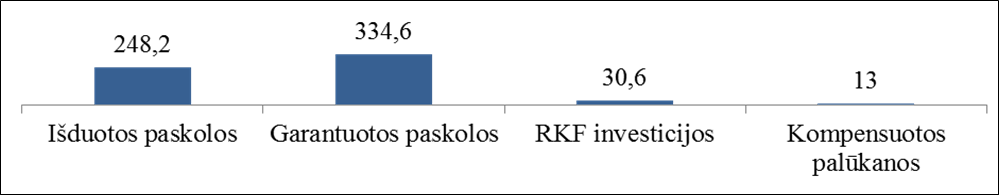 248,2
334,6
30,6
13
Išduotos paskolos
Garantuotos paskolos
RKF investicijos
Kompensuotos
palūkanos